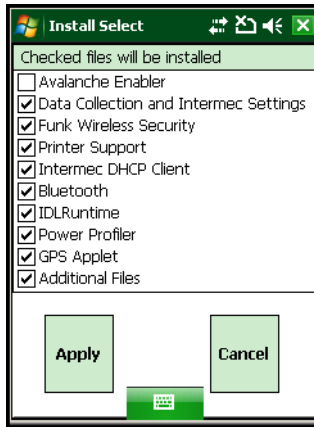 Install Select
Checked files will be installed
Avalanche Enabler
Data Collection and Intermec Settings
Funk Wireless Security
Printer Support
Intermec DHCP Client
Bluetooth
IDLRuntime
Power Profiler
GPS Applet
Additional Files
Apply
Cancel